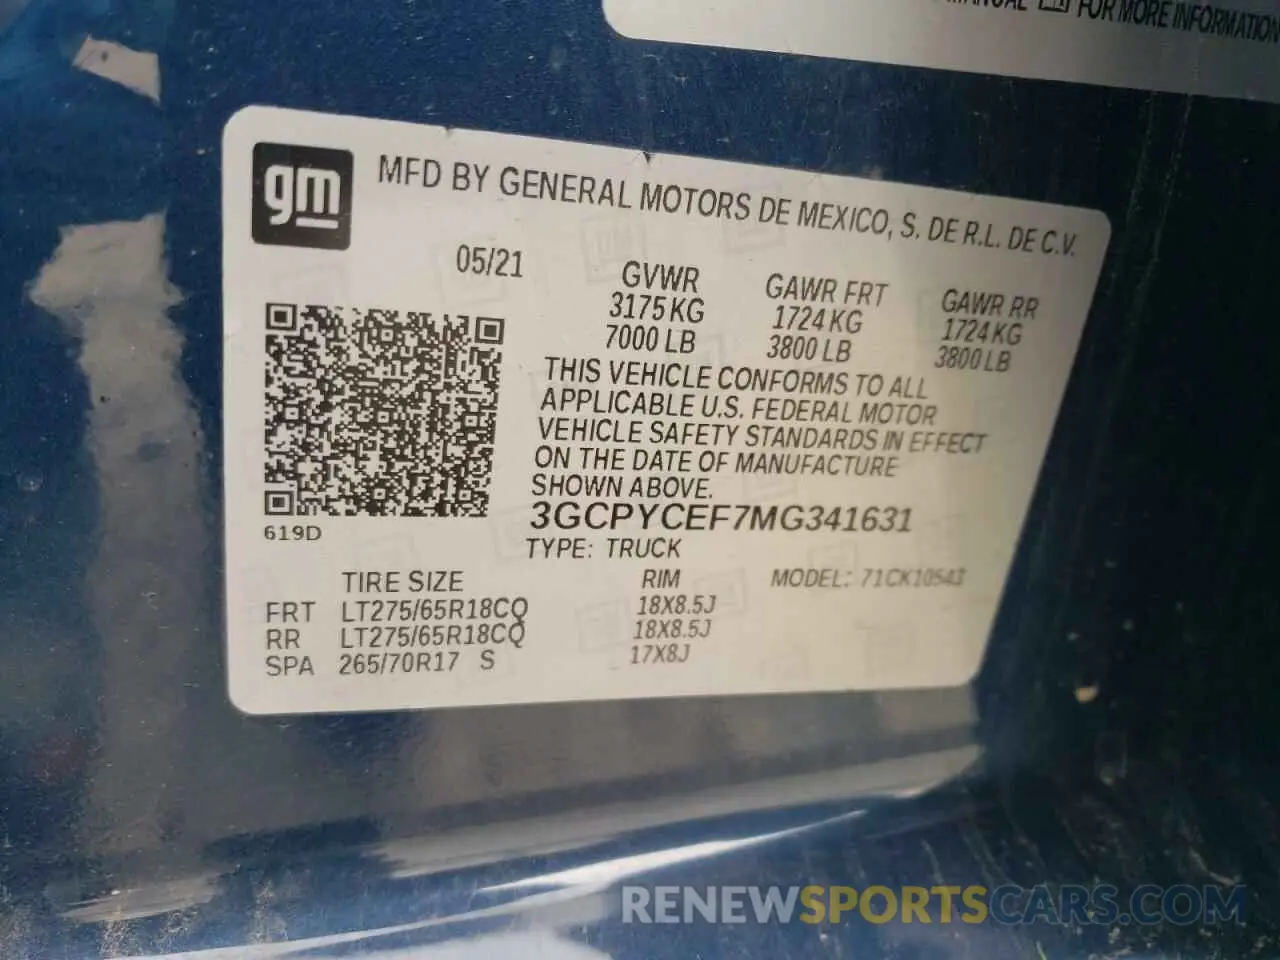 MANUAL FOR MORE INFORMATION
gm
MFD BY GENERAL MOTORS DE MEXICO, S. DE R.L. DE C.V.
05/21
GVWR GAWR FRT GAWR RR
3175 KG 1724 KG 1724 KG
7000 LB 3800 LB 3800 LB
THIS VEHICLE CONFORMS TO ALL
APPLICABLE U.S. FEDERAL MOTOR
VEHICLE SAFETY STANDARDS IN EFFECT
ON THE DATE OF MANUFACTURE
SHOWN ABOVE.
3GCPYCEF7MG341631
619D
TYPE: TRUCK
TIRE SIZE RIM MODEL: 71CK10543
FRT LT275/65R18CQ 18X8.5J
RR LT275/65R18CQ 18X8.5J
SPA 265/70R17 S 17X8J
RENEWSPORTSCARS.COM